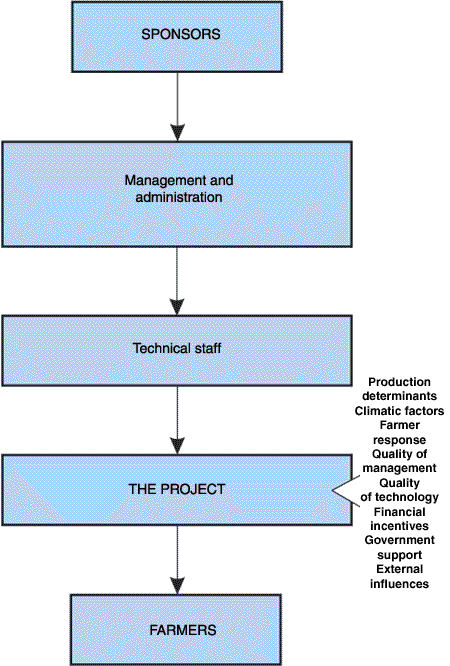 SPONSORS
Management and
administration
Technical staff
THE PROJECT
Production
determinants
Climatic factors
Farmer
response
Quality of
management
Quality
of technology
Financial
incentives
Government
support
External
influences
FARMERS